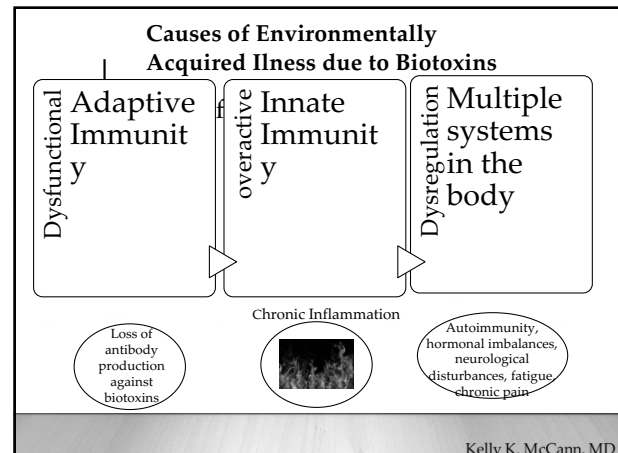 Causes of Environmentally
Acquired Ilness due to Biotoxins
Dysfunctional
Adaptive
Immunit
y
f
overactive
Innate
Immunit
y
Dysregulation
Multiple
systems
in the
body
Loss of
antibody
production
against
biotoxins
Chronic Inflammation
Autoimmunity,
hormonal imbalances,
neurological
disturbances, fatigue,
chronic pain
Kelly K. McCann, MD